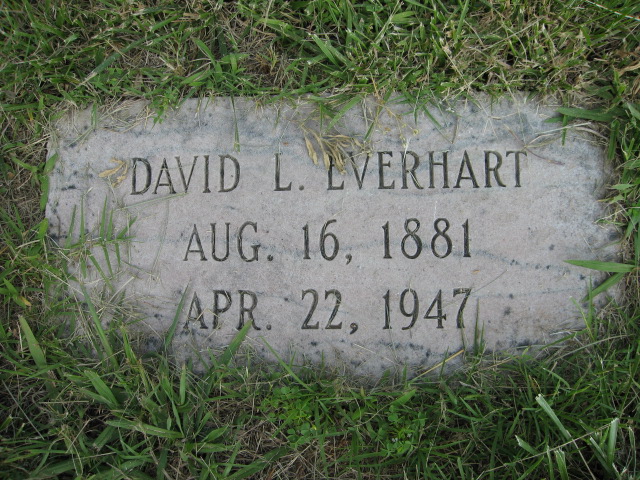 DAVID L. EVERHART
AUG. 16, 1881
APR. 22, 1947